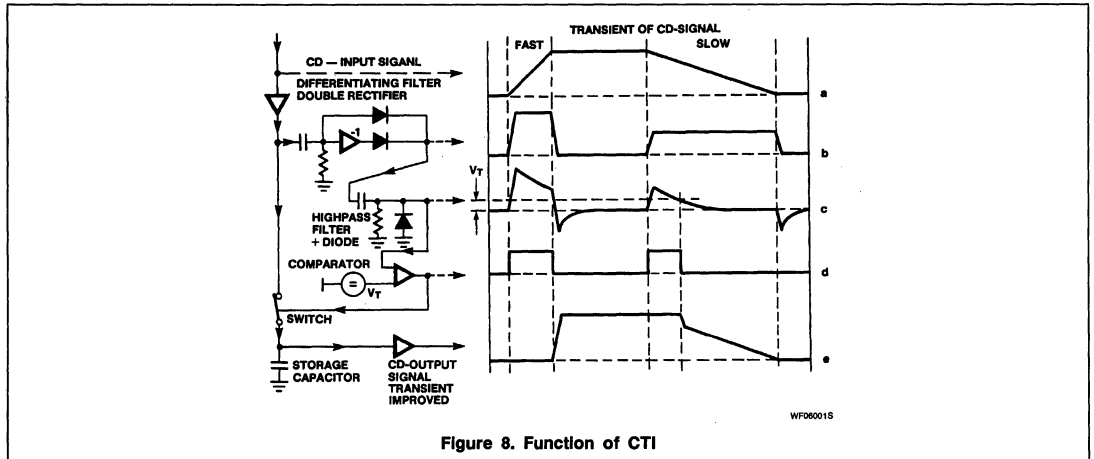 TRANSIENT OF CD-SIGNAL
FAST
SLOW
CD — INPUT SIGANL
DIFFERENTIATING FILTER
DOUBLE RECTIFIER
a
-1
b
VT
c
HIGHPASS
FILTER
+ DIODE
COMPARATOR
=
VT
d
SWITCH
e
STORAGE
CAPACITOR
CD-OUTPUT
SIGNAL
TRANSIENT
IMPROVED
WF06001S
Figure 8. Function of CTI